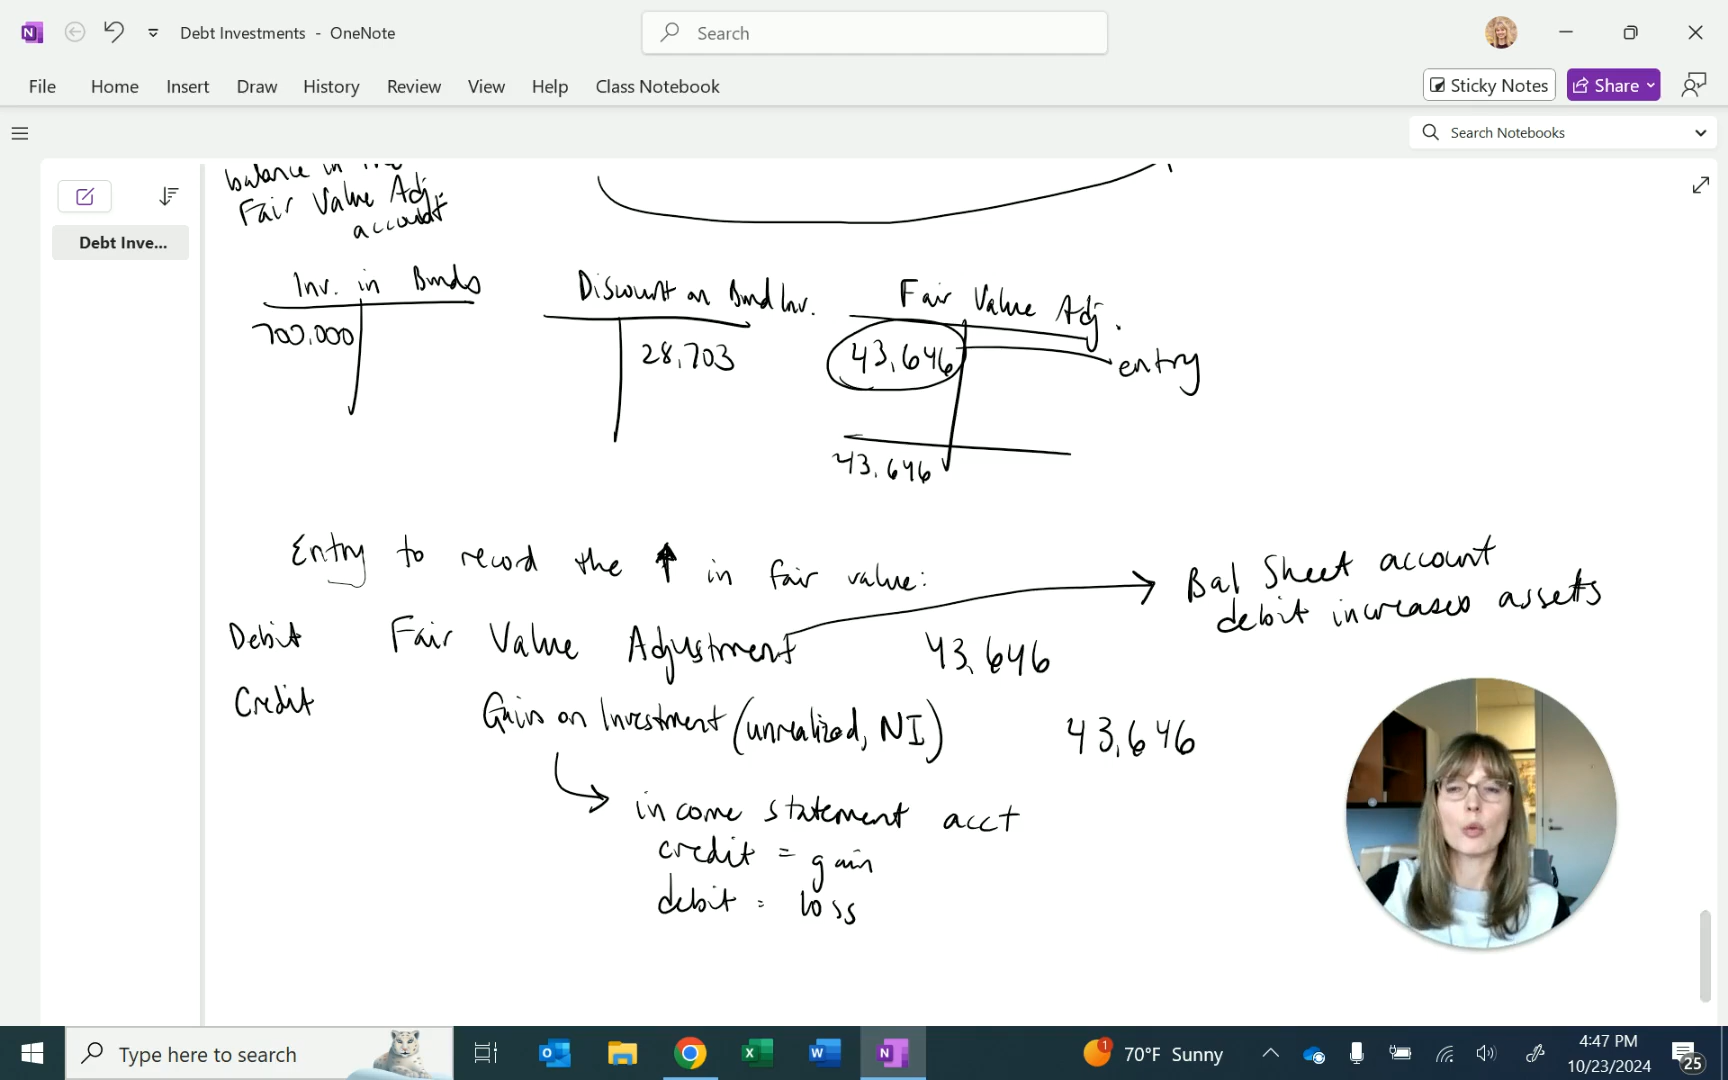 Debt Investments - OneNote
Search
File Home Insert Draw History Review View Help Class Notebook
Sticky Notes
Share
Search Notebooks
Debt Inve...
balance in
Fair Value Adj.
account
Inv. in Bonds
Discount on Bond Inv.
Fair Value Adj.
700,000
28,703
43,646
entry
43,646
Entry to record the ↑ in fair value:
Bal Sheet account
debit increases assets
Debit Fair Value Adjustment 43,646
Credit Gain on Investment (unrealized, NI) 43,646
income statement acct
credit = gain
debit = loss
Type here to search
1
70°F Sunny
4:47 PM
10/23/2024
25